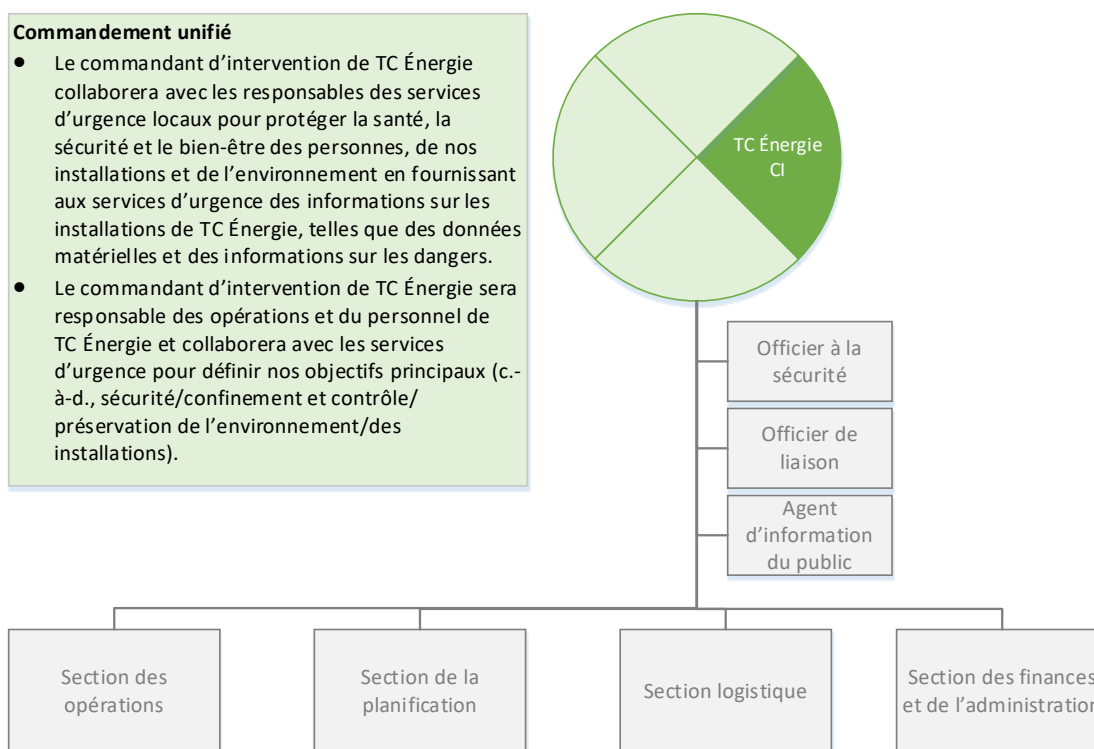 Commandement unifié
• Le commandant d’intervention de TC Énergie
collaborera avec les responsables des services
d’urgence locaux pour protéger la santé, la
sécurité et le bien-être des personnes, de nos
installations et de l’environnement en fournissant
aux services d’urgence des informations sur les
installations de TC Énergie, telles que des données
matérielles et des informations sur les dangers.
• Le commandant d’intervention de TC Énergie sera
responsable des opérations et du personnel de
TC Énergie et collaborera avec les services
d’urgence pour définir nos objectifs principaux (c.-
à-d., sécurité/confinement et contrôle/
préservation de l’environnement/des
installations).
TC Énergie
CI
Officier à la
sécurité
Officier de
liaison
Agent
d’information
du public
Section des
opérations
Section de la
planification
Section logistique
Section des finances
et de l’administration